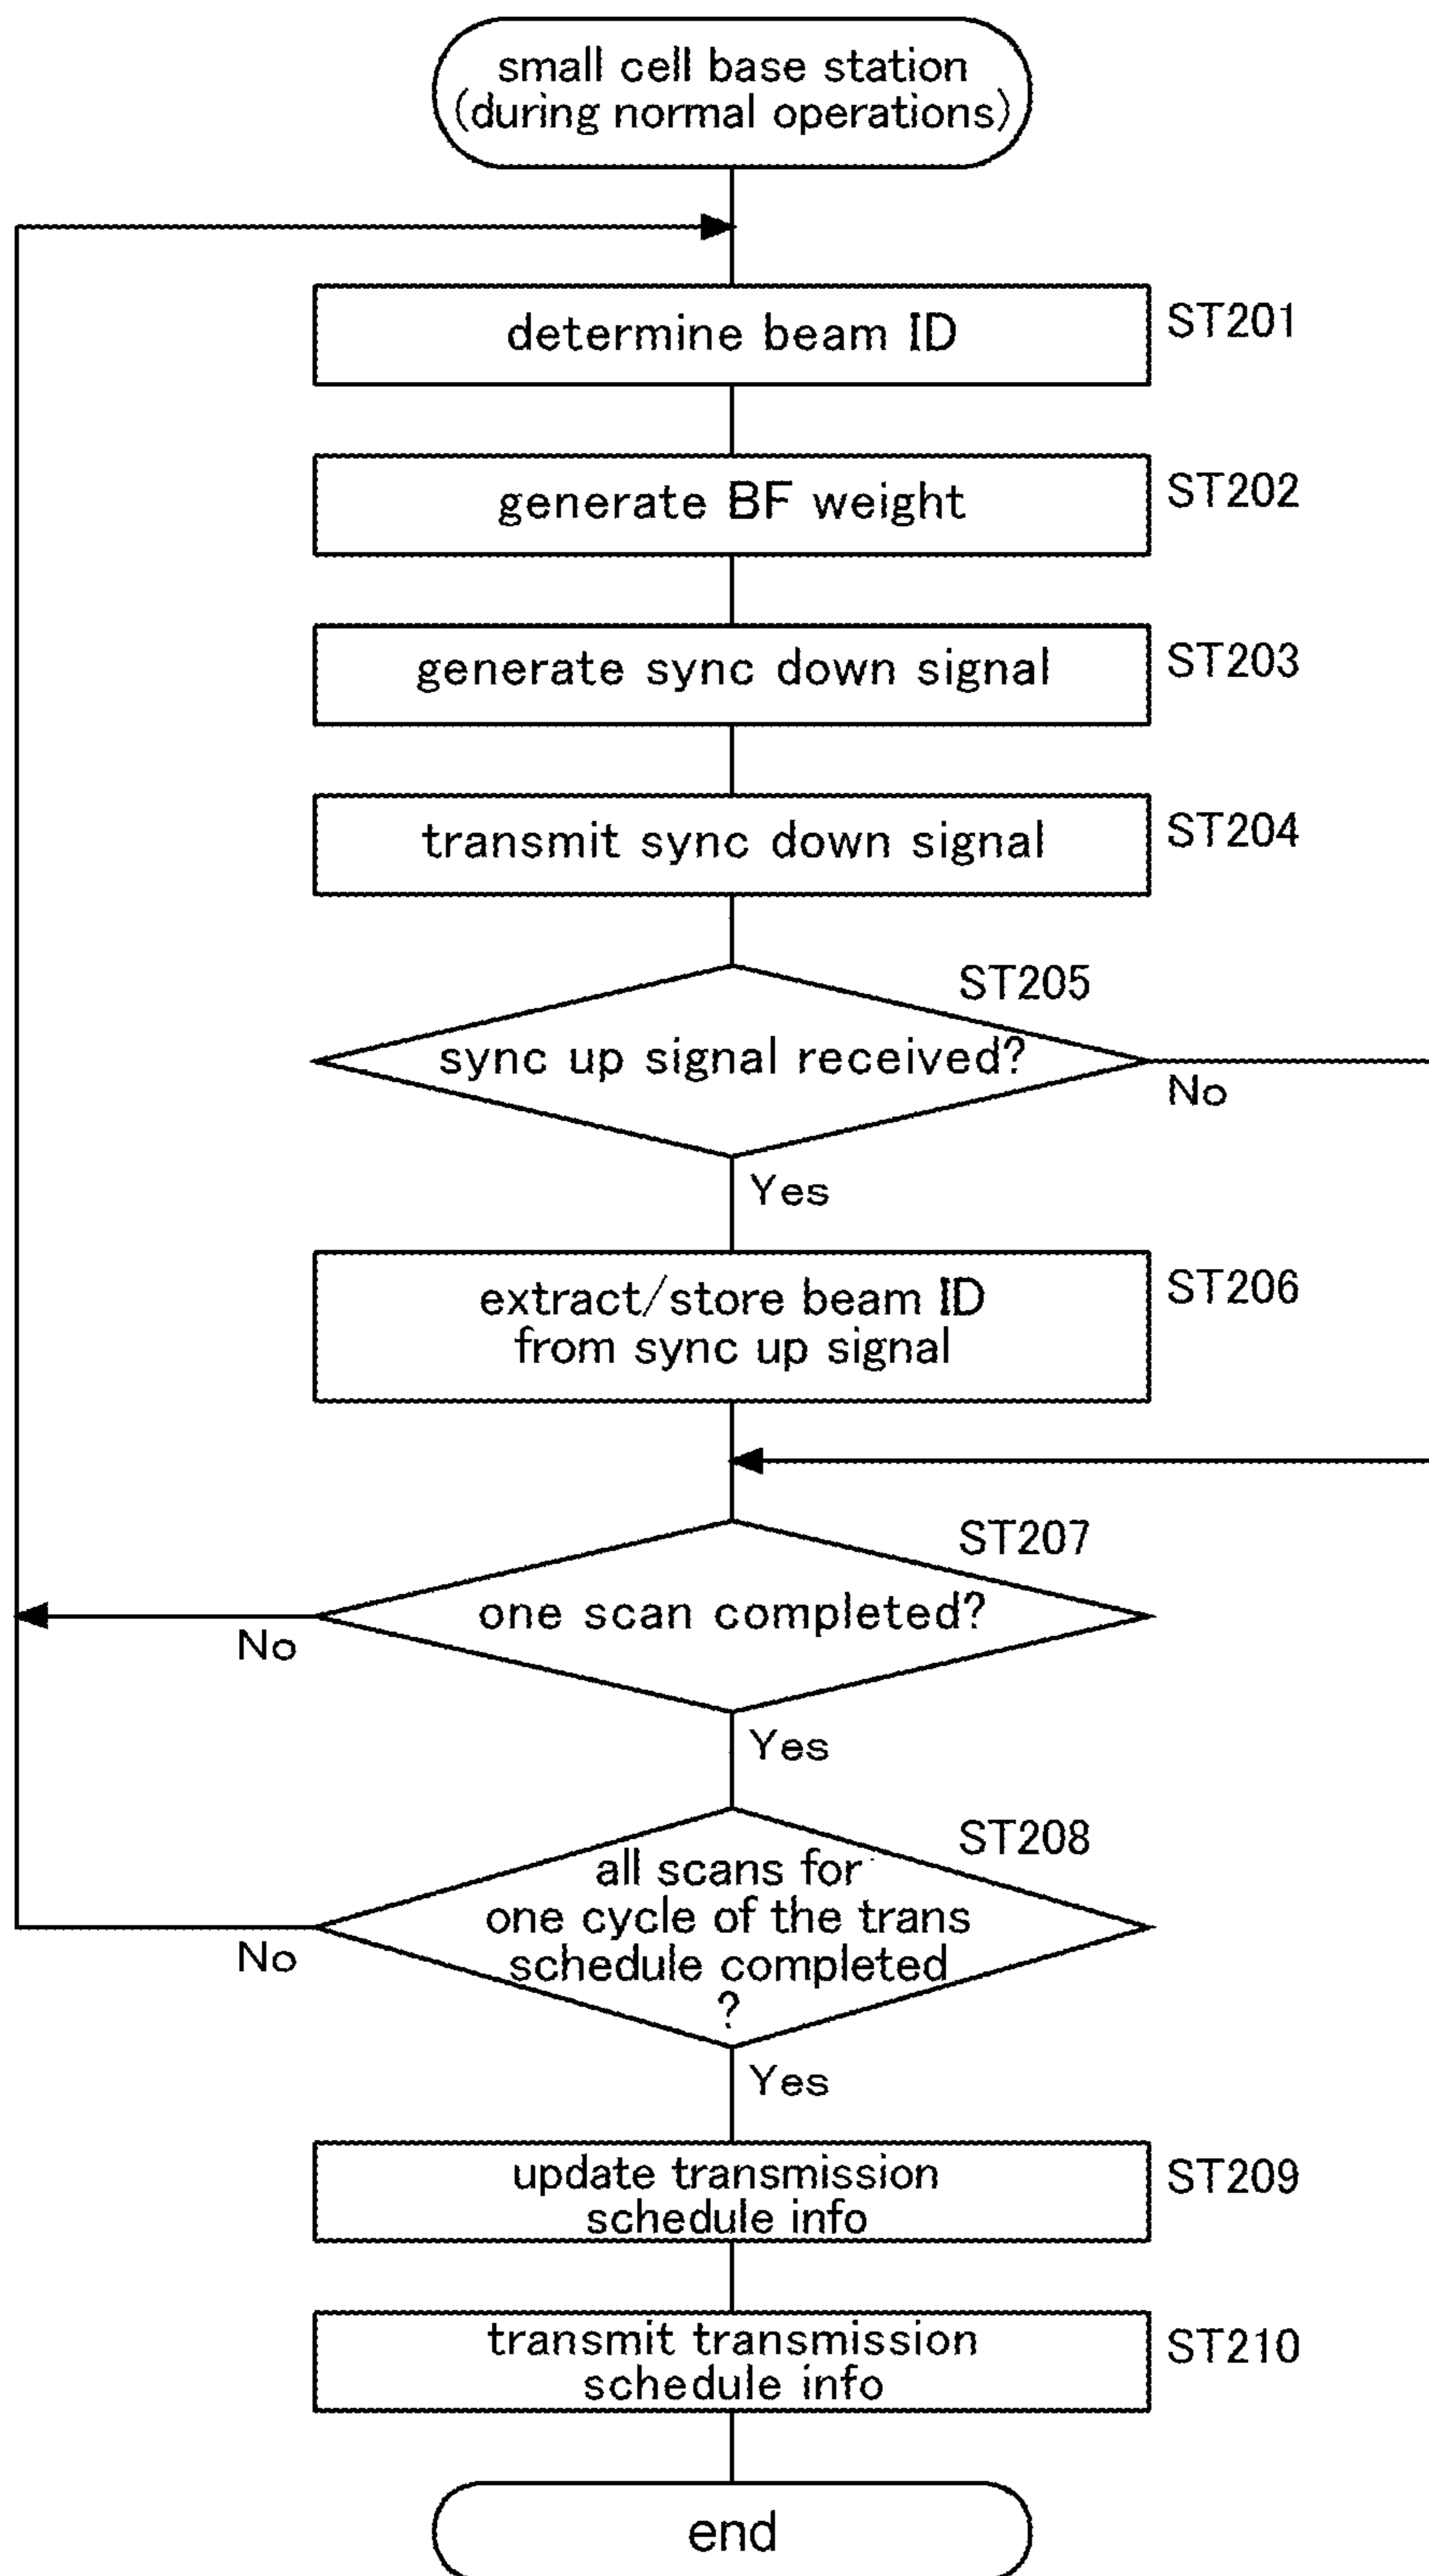 small cell base station
(during normal operations)
determine beam ID
ST201
generate BF weight
ST202
generate sync down signal
ST203
transmit sync down signal
ST204
ST205
sync up signal received?
No
Yes
extract/store beam ID
from sync up signal
ST206
ST207
one scan completed?
No
Yes
ST208
all scans for
one cycle of the trans
schedule completed
?
No
Yes
update transmission
schedule info
ST209
transmit transmission
schedule info
ST210
end